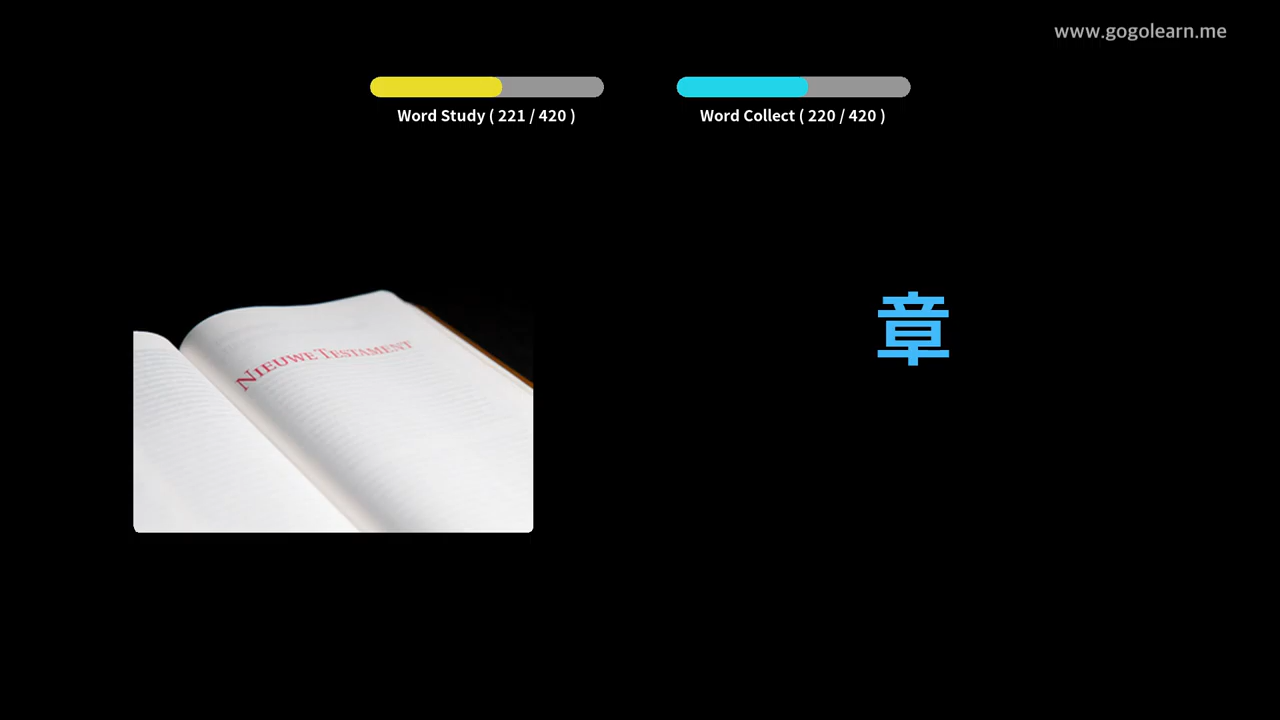 www.gogolearn.me
Word Study ( 221 / 420 )
Word Collect ( 220 / 420 )
NIEUWE TESTAMENT
章